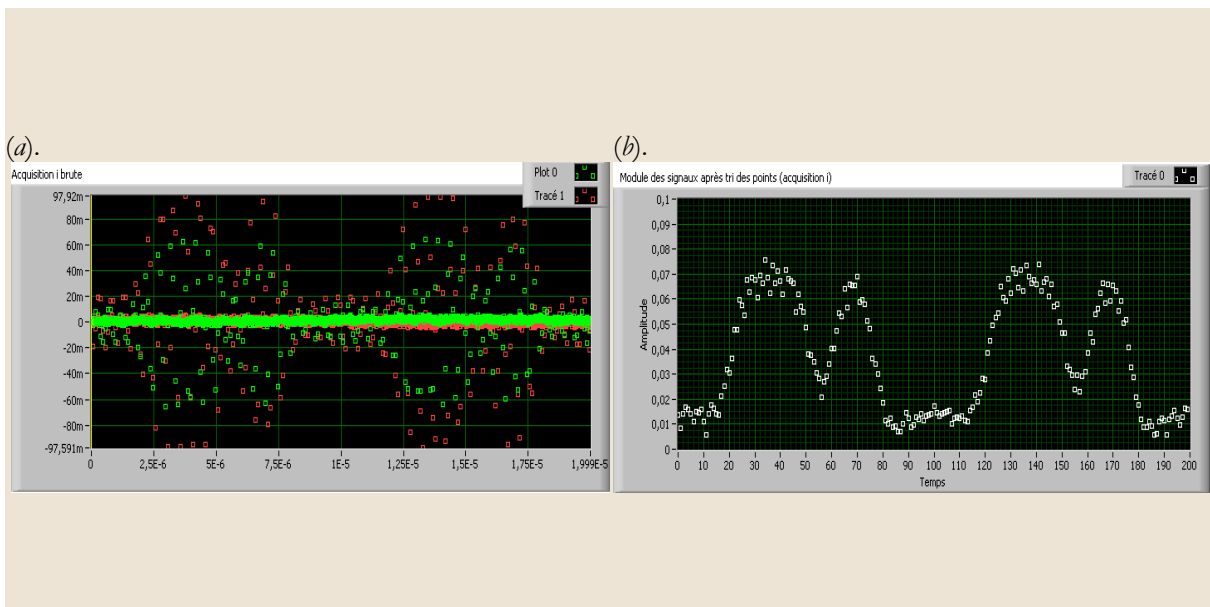 (a).
(b).
Acquisition i brute
Plot 0
Tracé 1
97,92m
80m
60m
40m
20m
0
-20m
-40m
-60m
-80m
-97,591m
0 2,5E-6 5E-6 7,5E-6 1E-5 1,25E-5 1,5E-5 1,75E-5 1,999E-5
Module des signaux après tri des points (acquisition i)
Tracé 0
Amplitude
0,1
0,09
0,08
0,07
0,06
0,05
0,04
0,03
0,02
0,01
0
0 10 20 30 40 50 60 70 80 90 100 110 120 130 140 150 160 170 180 190 200
Temps